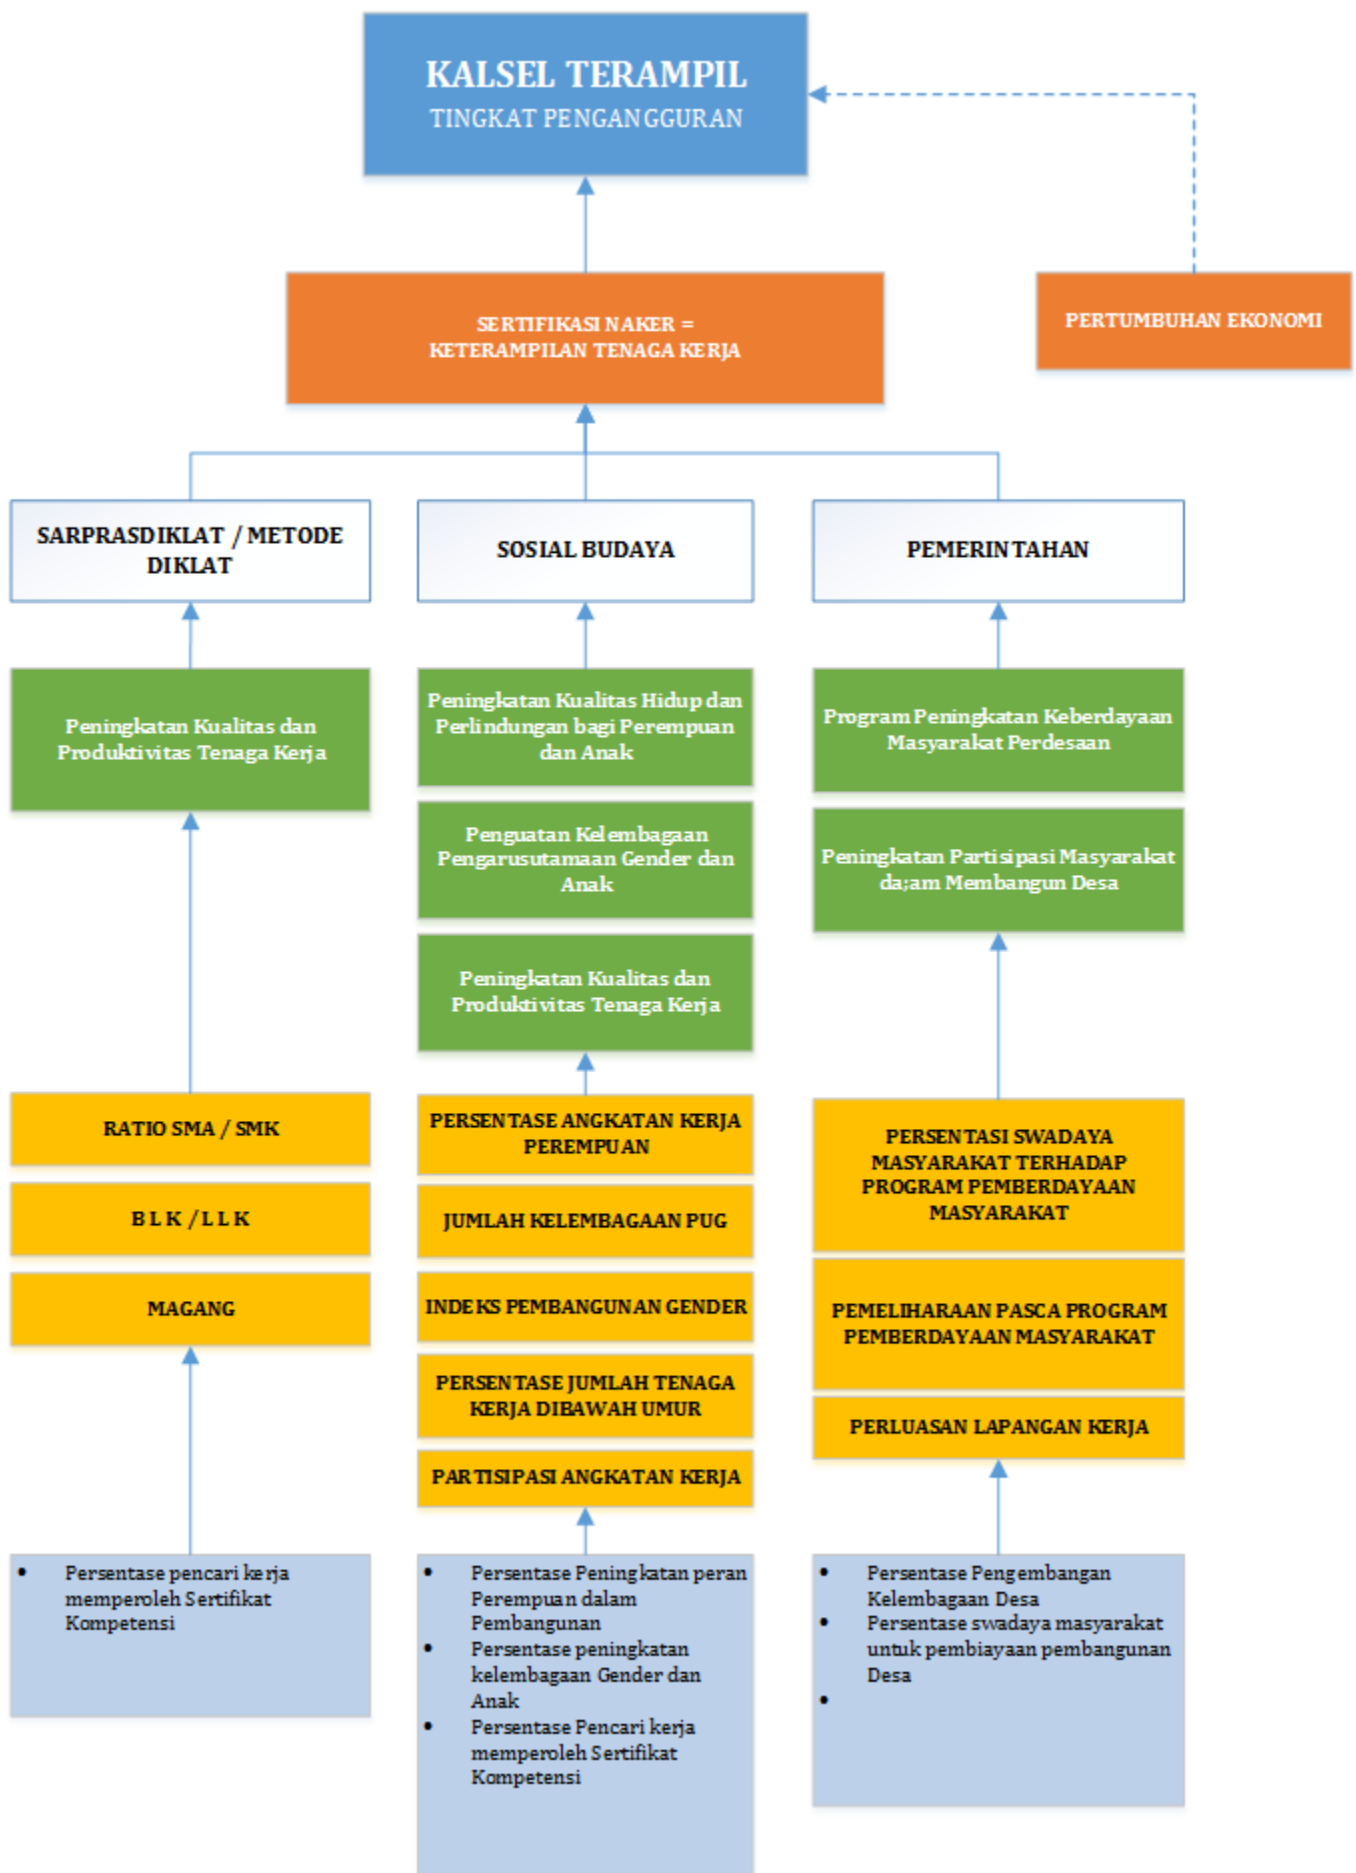 KALSEL TERAMPIL
TINGKAT PENGANGGURAN
SERTIFIKASI NAKER =
KETERAMPILAN TENAGA KERJA
PERTUMBUHAN EKONOMI
SARPRASDIKLAT / METODE
DIKLAT
SOSIAL BUDAYA
PEMERINTAHAN
Peningkatan Kualitas dan
Produktivitas Tenaga Kerja
Peningkatan Kualitas Hidup dan
Perlindungan bagi Perempuan
dan Anak
Penguatan Kelembagaan
Pengarusutamaan Gender dan
Anak
Peningkatan Kualitas dan
Produktivitas Tenaga Kerja
Program Peningkatan Keberdayaan
Masyarakat Perdesaan
Peningkatan Partisipasi Masyarakat
da;am Membangun Desa
RATIO SMA / SMK
B L K / L L K
MAGANG
PERSENTASE ANGKATAN KERJA
PEREMPUAN
JUMLAH KELEMBAGAAN PUG
INDEKS PEMBANGUNAN GENDER
PERSENTASE JUMLAH TENAGA
KERJA DIBAWAH UMUR
PARTISIPASI ANGKATAN KERJA
PERSENTASI SWADAYA
MASYARAKAT TERHADAP
PROGRAM PEMBERDAYAAN
MASYARAKAT
PEMELIHARAAN PASCA PROGRAM
PEMBERDAYAAN MASYARAKAT
PERLUASAN LAPANGAN KERJA
• Persentase pencari kerja
memperoleh Sertifikat
Kompetensi
• Persentase Peningkatan peran
Perempuan dalam
Pembangunan
• Persentase peningkatan
kelembagaan Gender dan
Anak
• Persentase Pencari kerja
memperoleh Sertifikat
Kompetensi
• Persentase Pengembangan
Kelembagaan Desa
• Persentase swadaya masyarakat
untuk pembiayaan pembangunan
Desa
•